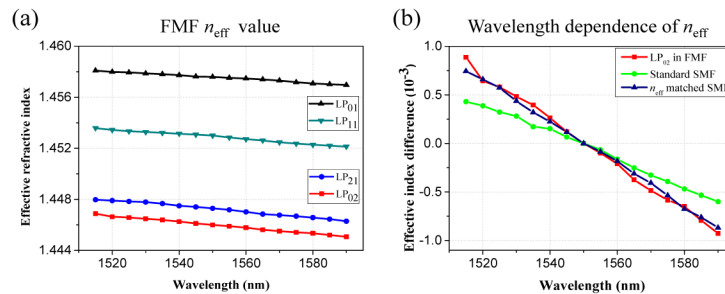 (a)
FMF n_eff value
Effective refractive index
1.460
1.456
1.452
1.448
1.444
LP01
LP11
LP21
LP02
1520
1540
1560
1580
Wavelength (nm)
(b)
Wavelength dependence of n_eff
Effective index difference (10^-3)
1.0
0.5
0.0
-0.5
-1.0
LP02 in FMF
Standard SMF
n_eff matched SMF
1520
1540
1560
1580
Wavelength (nm)